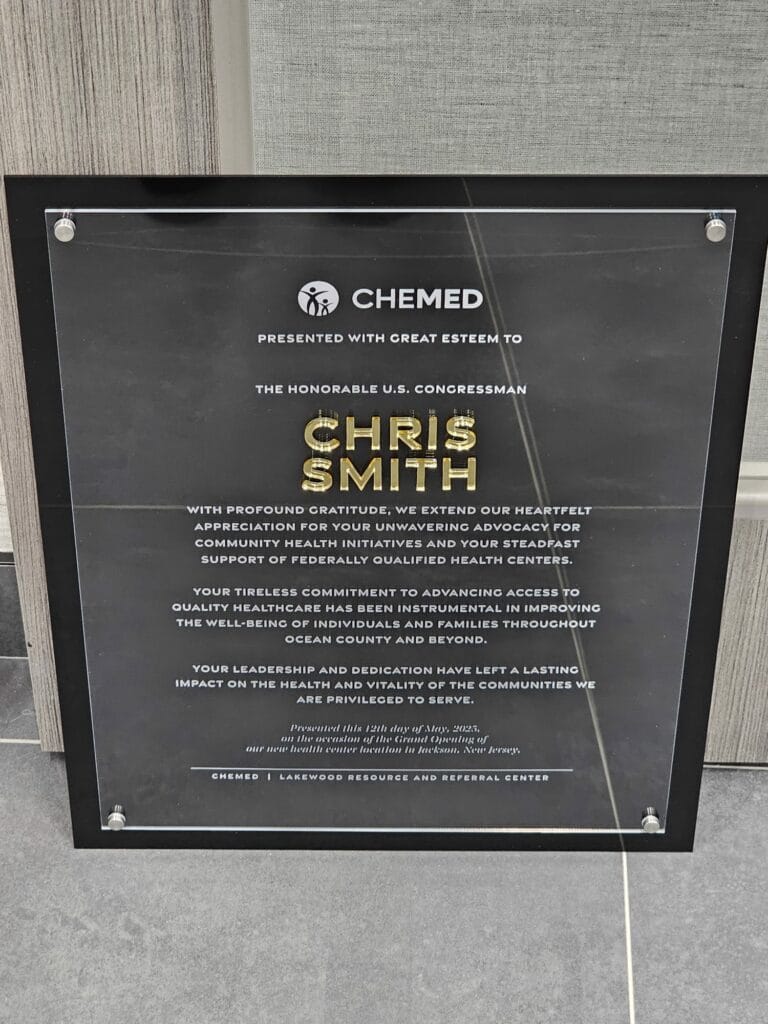 CHEMED
PRESENTED WITH GREAT ESTEEM TO
THE HONORABLE U.S. CONGRESSMAN
CHRIS
SMITH
WITH PROFOUND GRATITUDE, WE EXTEND OUR HEARTFELT
APPRECIATION FOR YOUR UNWAVERING ADVOCACY FOR
COMMUNITY HEALTH INITIATIVES AND YOUR STEADFAST
SUPPORT OF FEDERALLY QUALIFIED HEALTH CENTERS.
YOUR TIRELESS COMMITMENT TO ADVANCING ACCESS TO
QUALITY HEALTHCARE HAS BEEN INSTRUMENTAL IN IMPROVING
THE WELL-BEING OF INDIVIDUALS AND FAMILIES THROUGHOUT
OCEAN COUNTY AND BEYOND.
YOUR LEADERSHIP AND DEDICATION HAVE LEFT A LASTING
IMPACT ON THE HEALTH AND VITALITY OF THE COMMUNITIES WE
ARE PRIVILEGED TO SERVE.
Presented this 12th day of May, 2025,
on the occasion of the Grand Opening of
our new health center location in Jackson, New Jersey.
CHEMED | LAKEWOOD RESOURCE AND REFERRAL CENTER